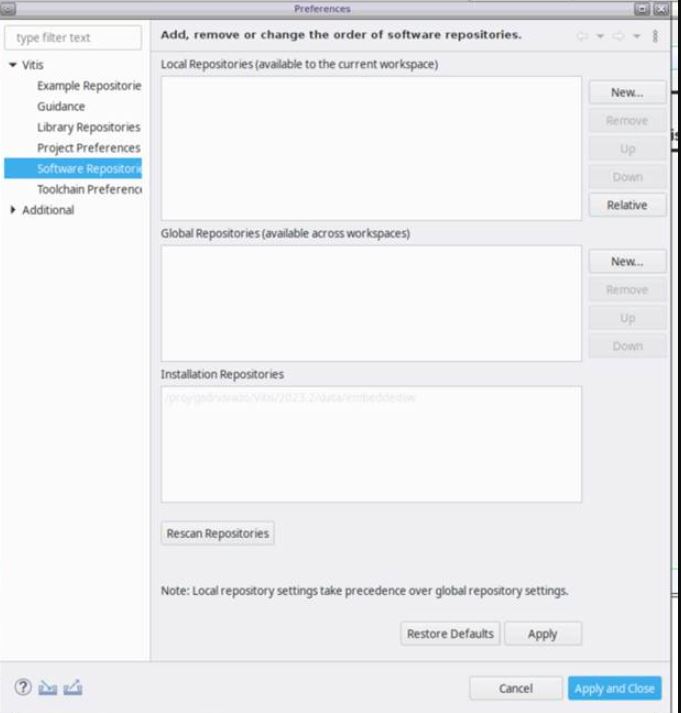 Preferences
type filter text
Add, remove or change the order of software repositories.
Vitis
Example Repositorie
Guidance
Library Repositories
Project Preferences
Software Repositorie
Toolchain Preference
Additional
Local Repositories (available to the current workspace)
New...
Remove
Up
Down
Relative
Global Repositories (available across workspaces)
New...
Remove
Up
Down
Installation Repositories
/proj/gsd/vivado/Vitis/2023.2/data/embeddedsw
Rescan Repositories
Note: Local repository settings take precedence over global repository settings.
Restore Defaults
Apply
Cancel
Apply and Close
is